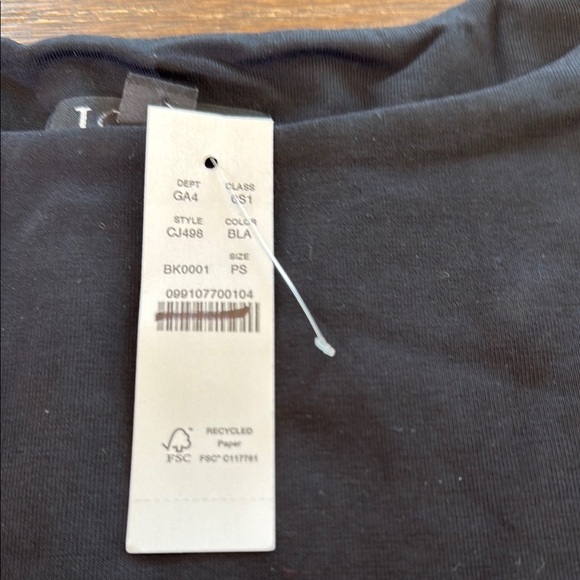 DEPT CLASS
GA4 0S1
STYLE COLOR
CJ498 BLA
SIZE
BK0001 PS
099107700104
RECYCLED
Paper
FSC FSC® C117761